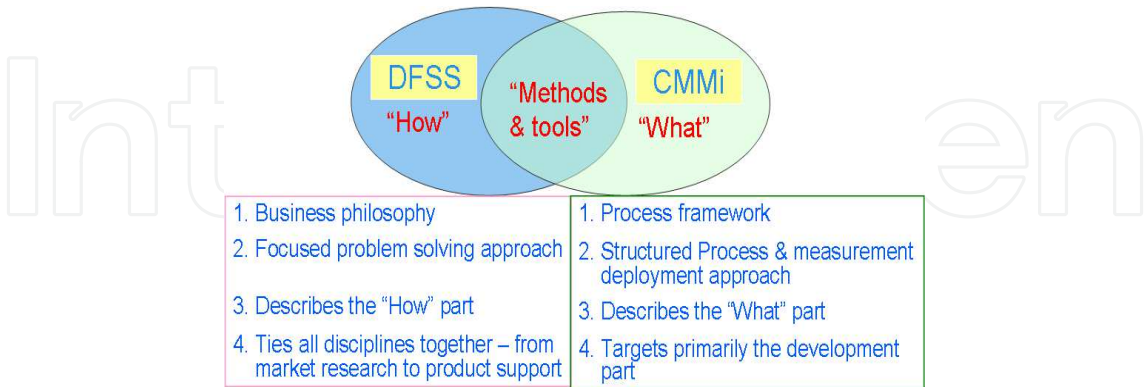 DFSS
"How"
"Methods
& tools"
CMMi
"What"
1. Business philosophy
2. Focused problem solving approach
3. Describes the "How" part
4. Ties all disciplines together – from
market research to product support
1. Process framework
2. Structured Process & measurement
deployment approach
3. Describes the "What" part
4. Targets primarily the development
part
Int
en